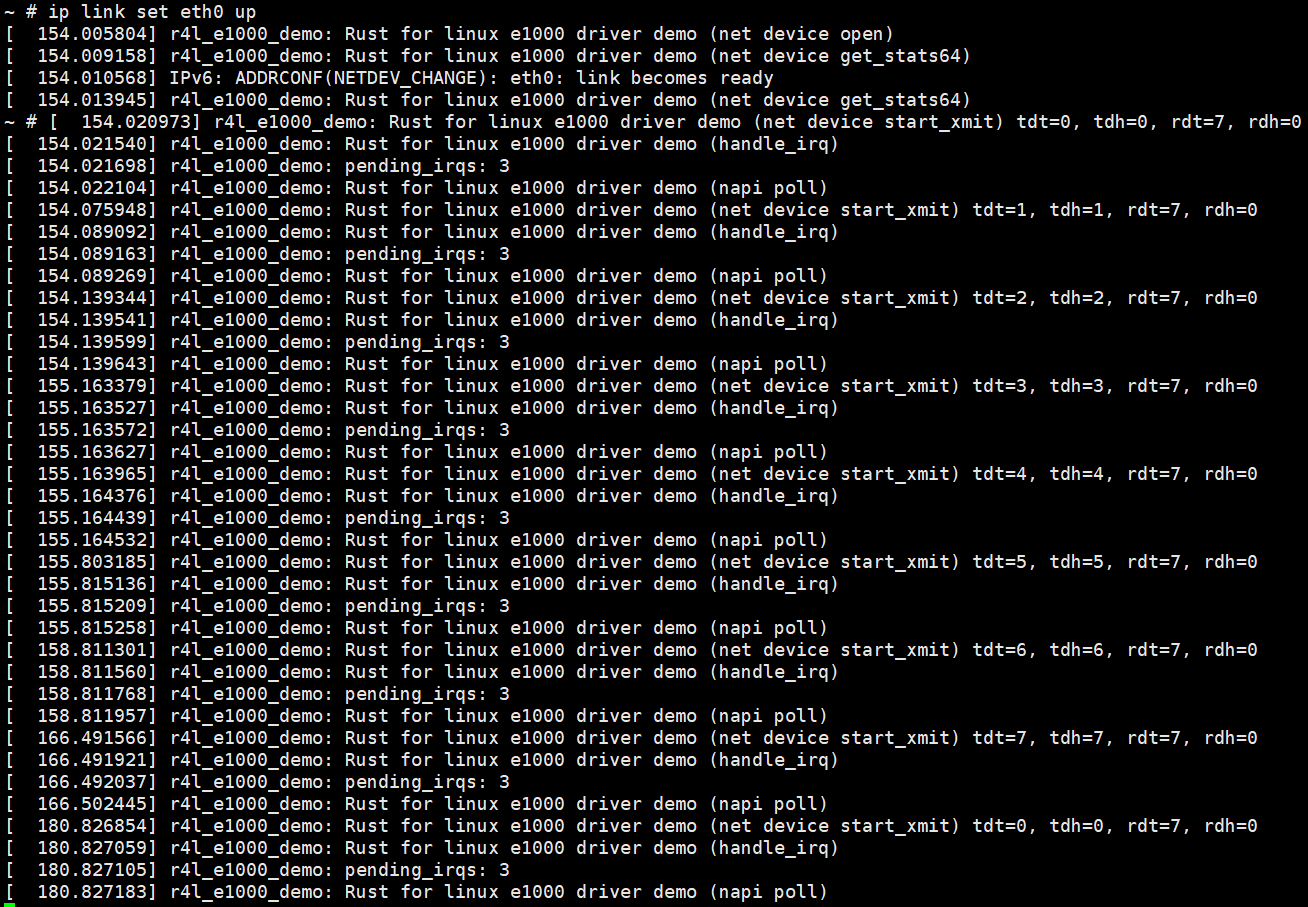 ~ # ip link set eth0 up
[  154.005804] r4l_e1000_demo: Rust for linux e1000 driver demo (net device open)
[  154.009158] r4l_e1000_demo: Rust for linux e1000 driver demo (net device get_stats64)
[  154.010568] IPv6: ADDRCONF(NETDEV_CHANGE): eth0: link becomes ready
[  154.013945] r4l_e1000_demo: Rust for linux e1000 driver demo (net device get_stats64)
~ # [  154.020973] r4l_e1000_demo: Rust for linux e1000 driver demo (net device start_xmit) tdt=0, tdh=0, rdt=7, rdh=0
[  154.021540] r4l_e1000_demo: Rust for linux e1000 driver demo (handle_irq)
[  154.021698] r4l_e1000_demo: pending_irqs: 3
[  154.022104] r4l_e1000_demo: Rust for linux e1000 driver demo (napi poll)
[  154.075948] r4l_e1000_demo: Rust for linux e1000 driver demo (net device start_xmit) tdt=1, tdh=1, rdt=7, rdh=0
[  154.089092] r4l_e1000_demo: Rust for linux e1000 driver demo (handle_irq)
[  154.089163] r4l_e1000_demo: pending_irqs: 3
[  154.089269] r4l_e1000_demo: Rust for linux e1000 driver demo (napi poll)
[  154.139344] r4l_e1000_demo: Rust for linux e1000 driver demo (net device start_xmit) tdt=2, tdh=2, rdt=7, rdh=0
[  154.139541] r4l_e1000_demo: Rust for linux e1000 driver demo (handle_irq)
[  154.139599] r4l_e1000_demo: pending_irqs: 3
[  154.139643] r4l_e1000_demo: Rust for linux e1000 driver demo (napi poll)
[  155.163379] r4l_e1000_demo: Rust for linux e1000 driver demo (net device start_xmit) tdt=3, tdh=3, rdt=7, rdh=0
[  155.163527] r4l_e1000_demo: Rust for linux e1000 driver demo (handle_irq)
[  155.163572] r4l_e1000_demo: pending_irqs: 3
[  155.163627] r4l_e1000_demo: Rust for linux e1000 driver demo (napi poll)
[  155.163965] r4l_e1000_demo: Rust for linux e1000 driver demo (net device start_xmit) tdt=4, tdh=4, rdt=7, rdh=0
[  155.164376] r4l_e1000_demo: Rust for linux e1000 driver demo (handle_irq)
[  155.164439] r4l_e1000_demo: pending_irqs: 3
[  155.164532] r4l_e1000_demo: Rust for linux e1000 driver demo (napi poll)
[  155.803185] r4l_e1000_demo: Rust for linux e1000 driver demo (net device start_xmit) tdt=5, tdh=5, rdt=7, rdh=0
[  155.815136] r4l_e1000_demo: Rust for linux e1000 driver demo (handle_irq)
[  155.815209] r4l_e1000_demo: pending_irqs: 3
[  155.815258] r4l_e1000_demo: Rust for linux e1000 driver demo (napi poll)
[  158.811301] r4l_e1000_demo: Rust for linux e1000 driver demo (net device start_xmit) tdt=6, tdh=6, rdt=7, rdh=0
[  158.811560] r4l_e1000_demo: Rust for linux e1000 driver demo (handle_irq)
[  158.811768] r4l_e1000_demo: pending_irqs: 3
[  158.811957] r4l_e1000_demo: Rust for linux e1000 driver demo (napi poll)
[  166.491566] r4l_e1000_demo: Rust for linux e1000 driver demo (net device start_xmit) tdt=7, tdh=7, rdt=7, rdh=0
[  166.491921] r4l_e1000_demo: Rust for linux e1000 driver demo (handle_irq)
[  166.492037] r4l_e1000_demo: pending_irqs: 3
[  166.502445] r4l_e1000_demo: Rust for linux e1000 driver demo (napi poll)
[  180.826854] r4l_e1000_demo: Rust for linux e1000 driver demo (net device start_xmit) tdt=0, tdh=0, rdt=7, rdh=0
[  180.827059] r4l_e1000_demo: Rust for linux e1000 driver demo (handle_irq)
[  180.827105] r4l_e1000_demo: pending_irqs: 3
[  180.827183] r4l_e1000_demo: Rust for linux e1000 driver demo (napi poll)